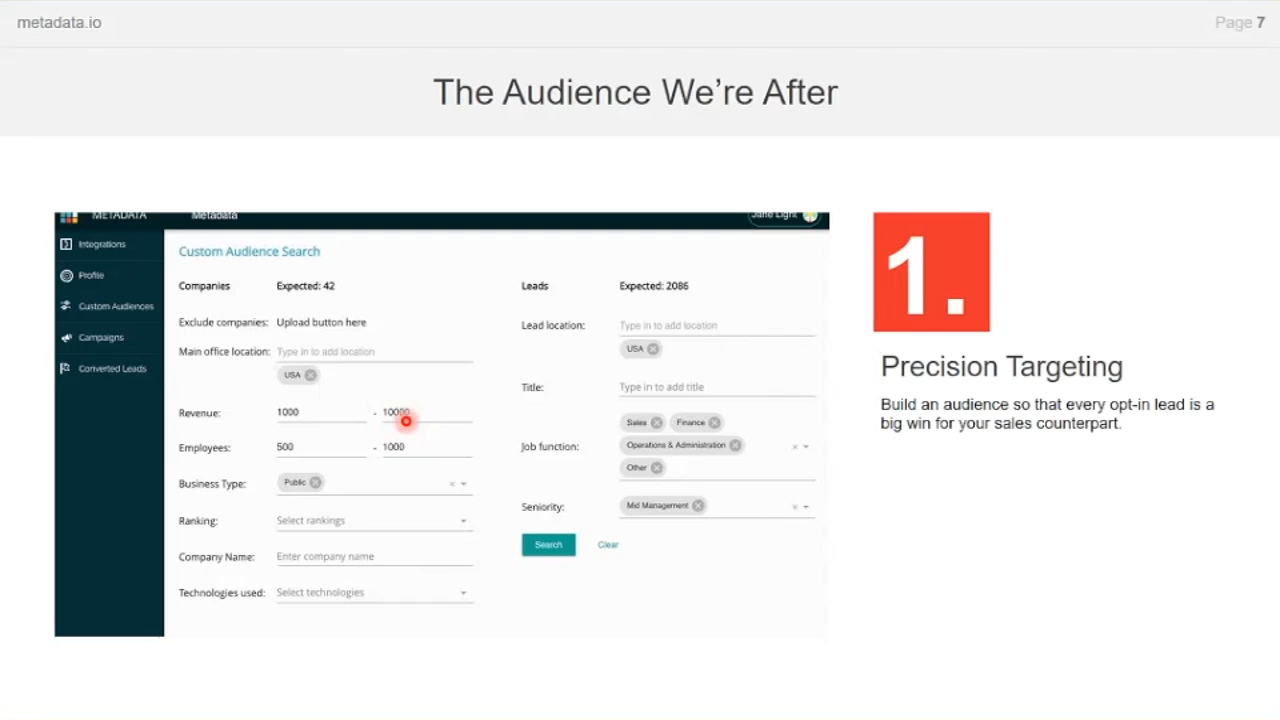 metadata.io
Page 7
The Audience We're After
METADATA
Metadata
Jane Light
Integrations
Profile
Custom Audiences
Campaigns
Converted Leads
Custom Audience Search
Companies Expected: 42
Exclude companies: Upload button here
Main office location: Type in to add location
USA
Revenue: 1000 - 10000
Employees: 500 - 1000
Business Type: Public
Ranking: Select rankings
Company Name: Enter company name
Technologies used: Select technologies
Leads Expected: 2086
Lead location: Type in to add location
USA
Title: Type in to add title
Sales Finance
Job function: Operations & Administration
Other
Seniority: Mid Management
Search Clear
1.
Precision Targeting
Build an audience so that every opt-in lead is a
big win for your sales counterpart.